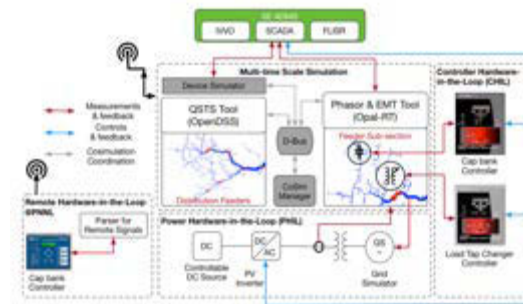 IVVO
SCADA
FLISR
Multi-time Scale Simulation
Controller Hardware-
in-the-Loop (CHIL)
Device Simulator
Measurements
& feedback
Controls
& feedback
Cosimulation
Coordination
QSTS Tool
(OpenDSS)
D-Bus
CoSim
Manager
Distribution Feeders
Phasor & EMT Tool
(Opal-RT)
Feeder Sub-section
Cap bank
Controller
Load Tap Changer
Controller
Remote Hardware-in-the-Loop
@PNNL
Parser for
Remote Signals
Cap bank
Controller
Power Hardware-in-the-Loop (PHIL)
DC
Controllable
DC Source
DC
AC
PV
Inverter
GS
Grid
Simulator